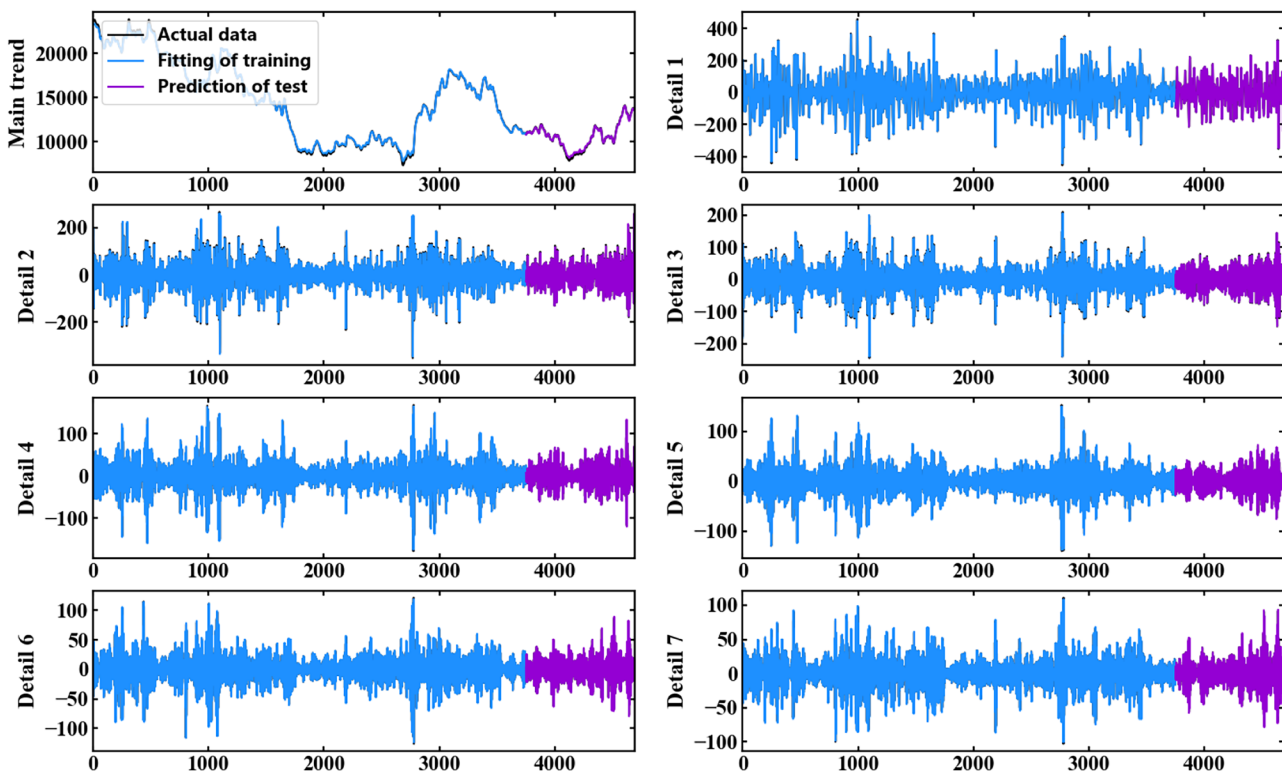 Main trend
20000
15000
10000
Actual data
Fitting of training
Prediction of test
0 1000 2000 3000 4000
Detail 1
400
200
0
−200
−400
0 1000 2000 3000 4000
Detail 2
200
0
−200
0 1000 2000 3000 4000
Detail 3
200
100
0
−100
−200
0 1000 2000 3000 4000
Detail 4
100
0
−100
0 1000 2000 3000 4000
Detail 5
100
0
−100
0 1000 2000 3000 4000
Detail 6
100
50
0
−50
−100
0 1000 2000 3000 4000
Detail 7
100
50
0
−50
−100
0 1000 2000 3000 4000